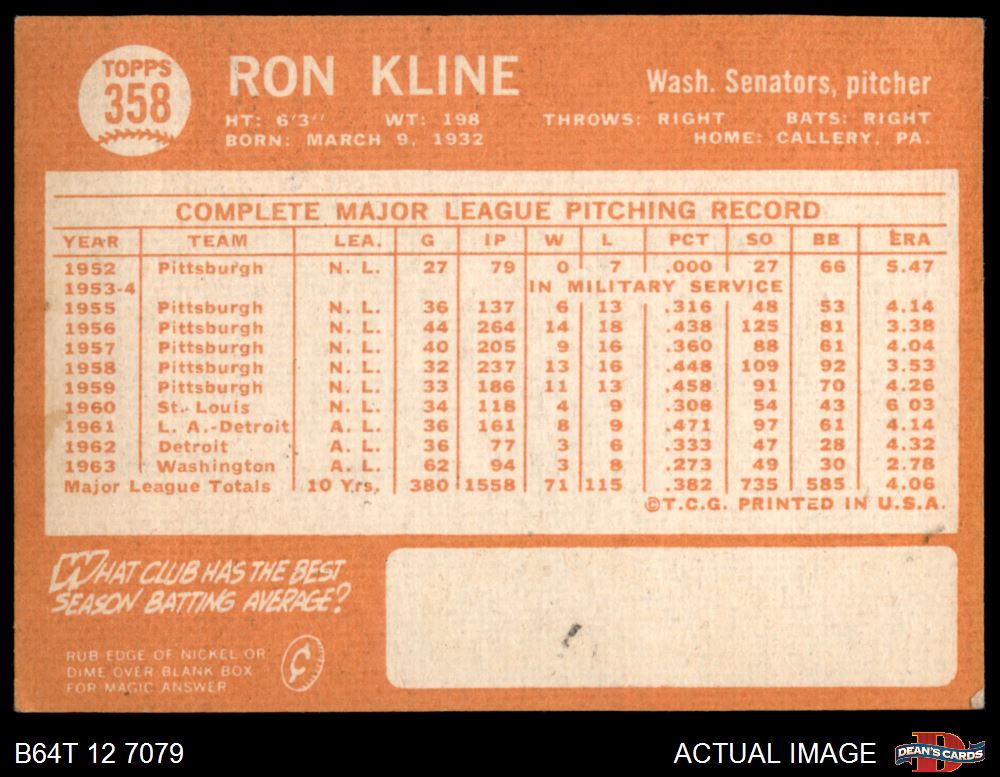 TOPPS
358
RON KLINE
Wash. Senators, pitcher
HT: 6'3" WT: 198 THROWS: RIGHT BATS: RIGHT
BORN: MARCH 9, 1932 HOME: CALLERY, PA.
COMPLETE MAJOR LEAGUE PITCHING RECORD
YEAR TEAM LEA. G IP W L PCT SO BB ERA
1952 Pittsburgh N. L. 27 79 0 7 .000 27 66 5.47
1953-4 IN MILITARY SERVICE
1955 Pittsburgh N. L. 36 137 6 13 .316 48 53 4.14
1956 Pittsburgh N. L. 44 264 14 18 .438 125 81 3.38
1957 Pittsburgh N. L. 40 205 9 16 .360 88 61 4.04
1958 Pittsburgh N. L. 32 237 13 16 .448 109 92 3.53
1959 Pittsburgh N. L. 33 186 11 13 .458 91 70 4.26
1960 St. Louis N. L. 34 118 4 9 .308 54 43 6.03
1961 L. A.-Detroit A. L. 36 161 8 9 .471 97 61 4.14
1962 Detroit A. L. 36 77 3 6 .333 47 28 4.32
1963 Washington A. L. 62 94 3 8 .273 49 30 2.78
Major League Totals 10 Yrs. 380 1558 71 115 .382 735 585 4.06
©T.C.G. PRINTED IN U.S.A.
WHAT CLUB HAS THE BEST
SEASON BATTING AVERAGE?
RUB EDGE OF NICKEL OR
DIME OVER BLANK BOX
FOR MAGIC ANSWER
B64T 12 7079 ACTUAL IMAGE DEAN'S CARDS